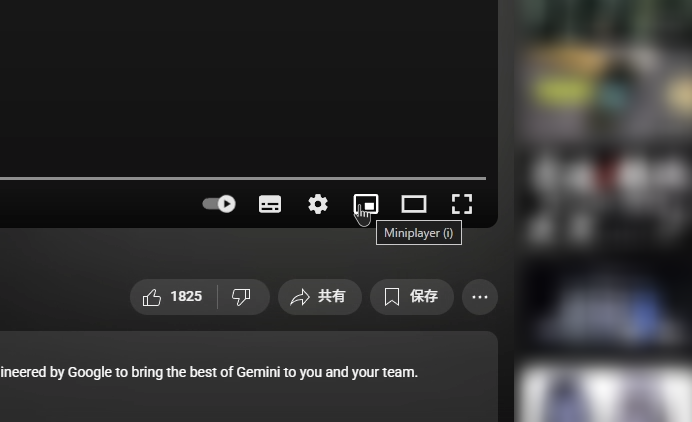 Miniplayer (i)
1825
共有
保存
ineered by Google to bring the best of Gemini to you and your team.